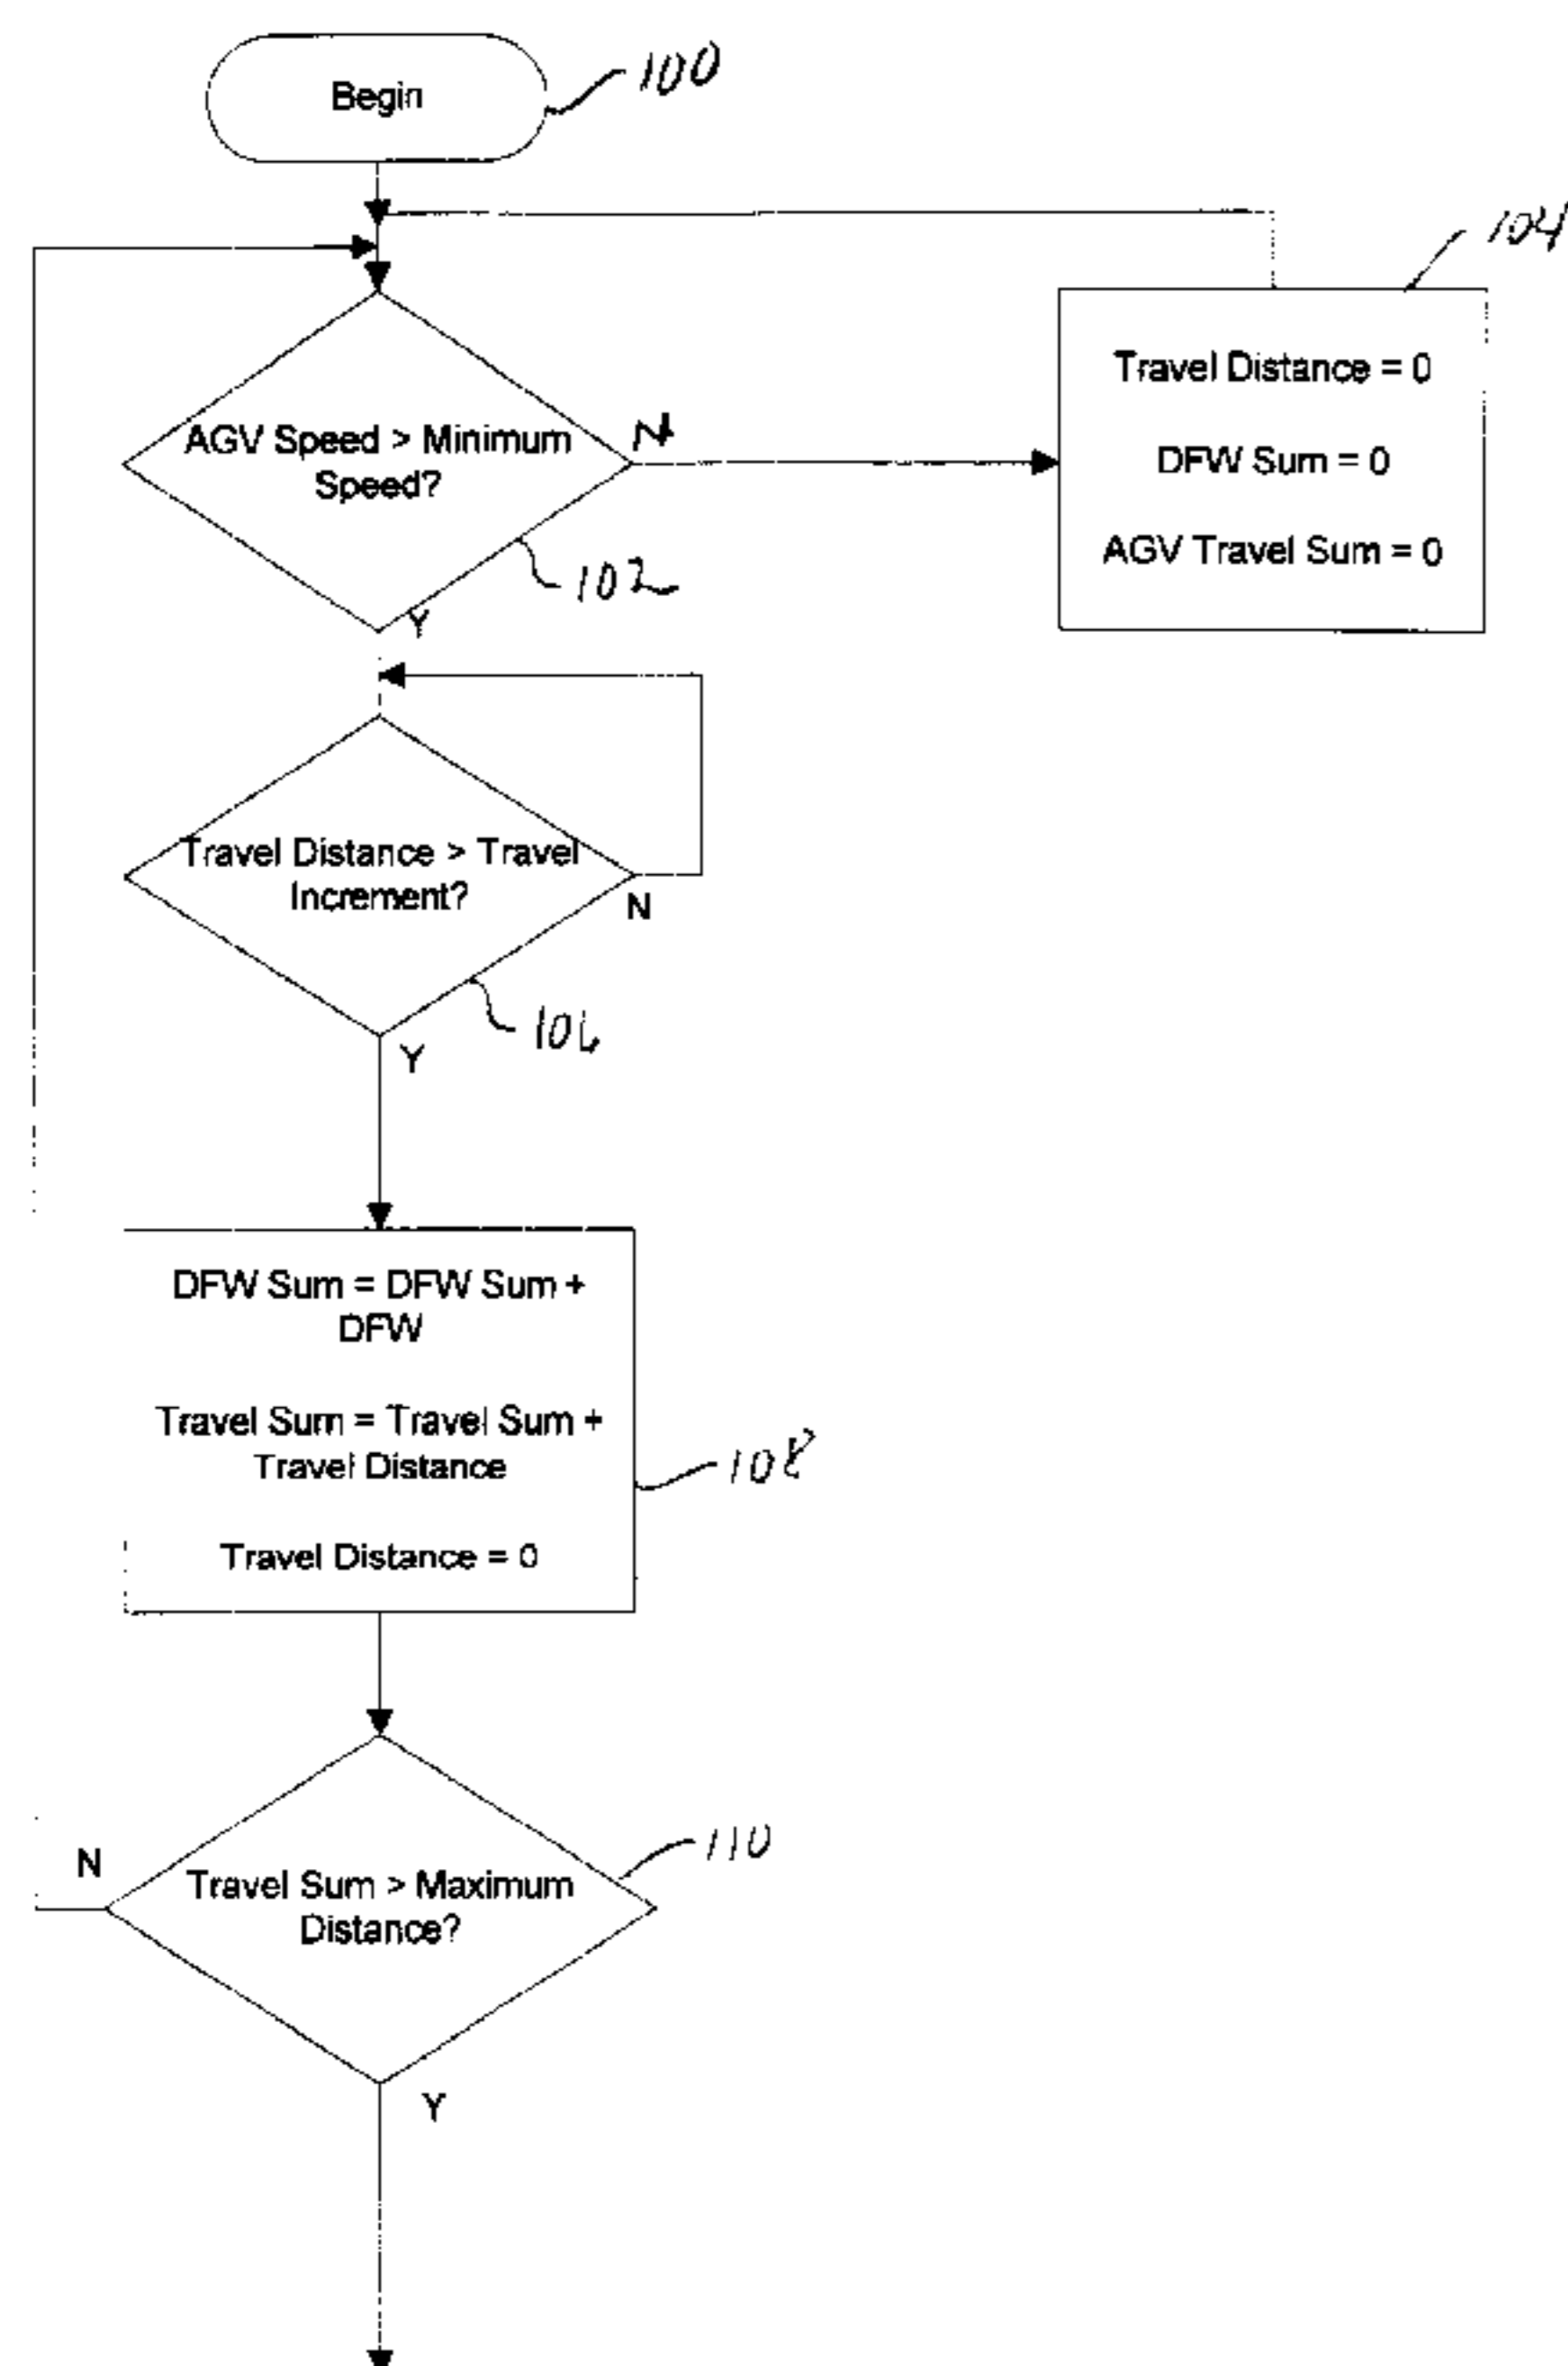 Begin
100
104
Travel Distance = 0
DFW Sum = 0
AGV Travel Sum = 0
AGV Speed > Minimum
Speed?
N
102
Y
Travel Distance > Travel
Increment?
N
106
Y
DFW Sum = DFW Sum +
DFW
Travel Sum = Travel Sum +
Travel Distance
Travel Distance = 0
108
110
N
Travel Sum > Maximum
Distance?
Y